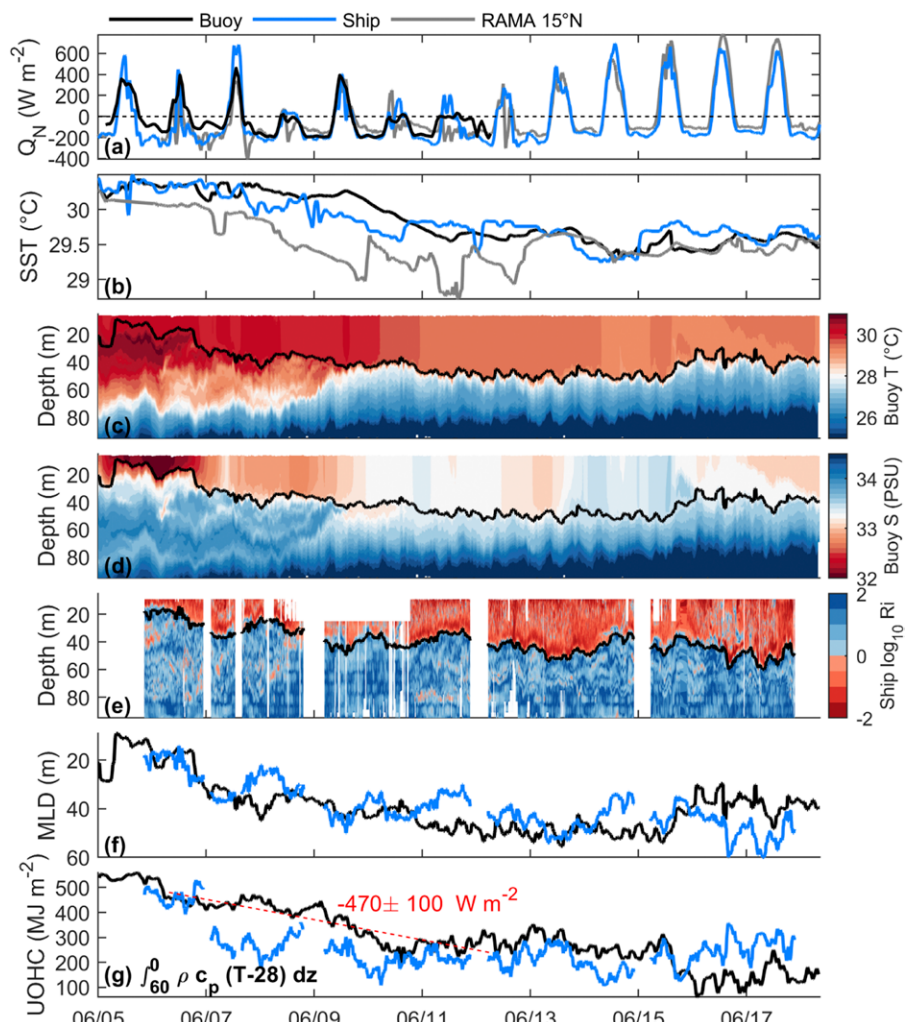 Buoy Ship RAMA 15°N
Q_N (W m⁻²)
600
400
200
0
-200
-400
(a)
SST (°C)
30
29.5
29
(b)
Depth (m)
20
40
60
80
(c)
30
28
26
25
Buoy T (°C)
Depth (m)
20
40
60
80
(d)
34
33
32
Buoy S (PSU)
Depth (m)
20
40
60
80
(e)
2
0
-2
Ship log₁₀ Ri
MLD (m)
20
40
60
(f)
UOHC (MJ m⁻²)
500
400
300
200
100
-470± 100 W m⁻²
(g) ∫₆₀⁰ ρ c_p (T-28) dz
06/05 06/07 06/09 06/11 06/13 06/15 06/17